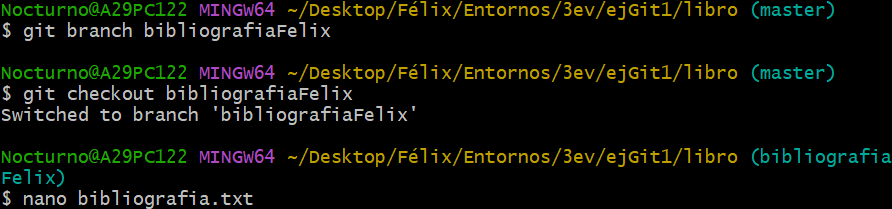 Nocturno@A29PC122 MINGW64 ~/Desktop/Félix/Entornos/3ev/ejGit1/libro (master)
$ git branch bibliografiaFelix
Nocturno@A29PC122 MINGW64 ~/Desktop/Félix/Entornos/3ev/ejGit1/libro (master)
$ git checkout bibliografiaFelix
Switched to branch 'bibliografiaFelix'
Nocturno@A29PC122 MINGW64 ~/Desktop/Félix/Entornos/3ev/ejGit1/libro (bibliografia
Felix)
$ nano bibliografia.txt